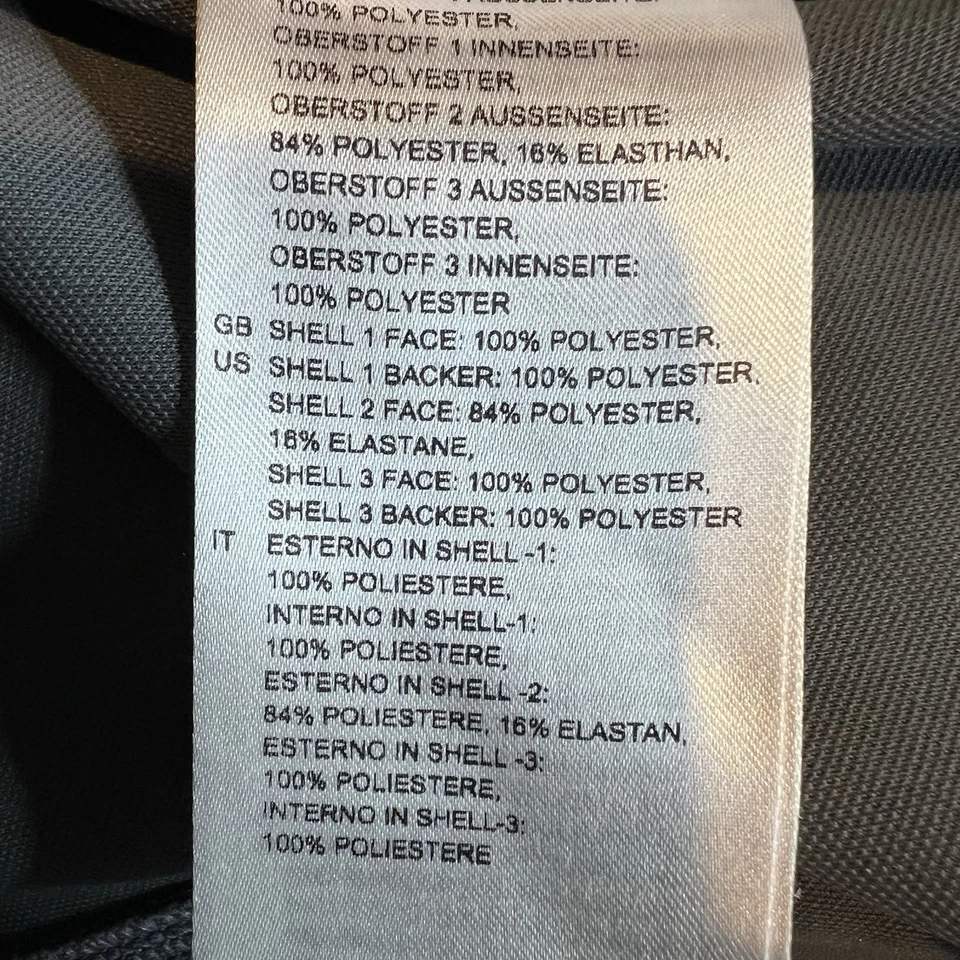 100% POLYESTER,
OBERSTOFF 1 INNENSEITE:
100% POLYESTER,
OBERSTOFF 2 AUSSENSEITE:
84% POLYESTER, 16% ELASTHAN,
OBERSTOFF 3 AUSSENSEITE:
100% POLYESTER,
OBERSTOFF 3 INNENSEITE:
100% POLYESTER
GB SHELL 1 FACE: 100% POLYESTER,
US SHELL 1 BACKER: 100% POLYESTER,
SHELL 2 FACE: 84% POLYESTER,
16% ELASTANE,
SHELL 3 FACE: 100% POLYESTER,
SHELL 3 BACKER: 100% POLYESTER
IT ESTERNO IN SHELL -1:
100% POLIESTERE,
INTERNO IN SHELL-1:
100% POLIESTERE,
ESTERNO IN SHELL -2:
84% POLIESTERE, 16% ELASTAN,
ESTERNO IN SHELL -3:
100% POLIESTERE,
INTERNO IN SHELL-3:
100% POLIESTERE